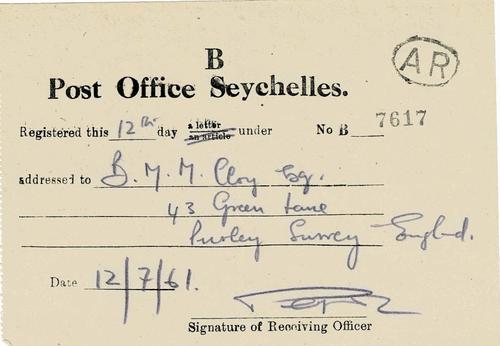 B
AR
Post Office Seychelles.
Registered this 12th day a letter an article under No B 7617
addressed to B. M. M. Cloy Esq.
43 Green Lane
Purley Surrey England.
Date 12/7/61.
Signature of Receiving Officer